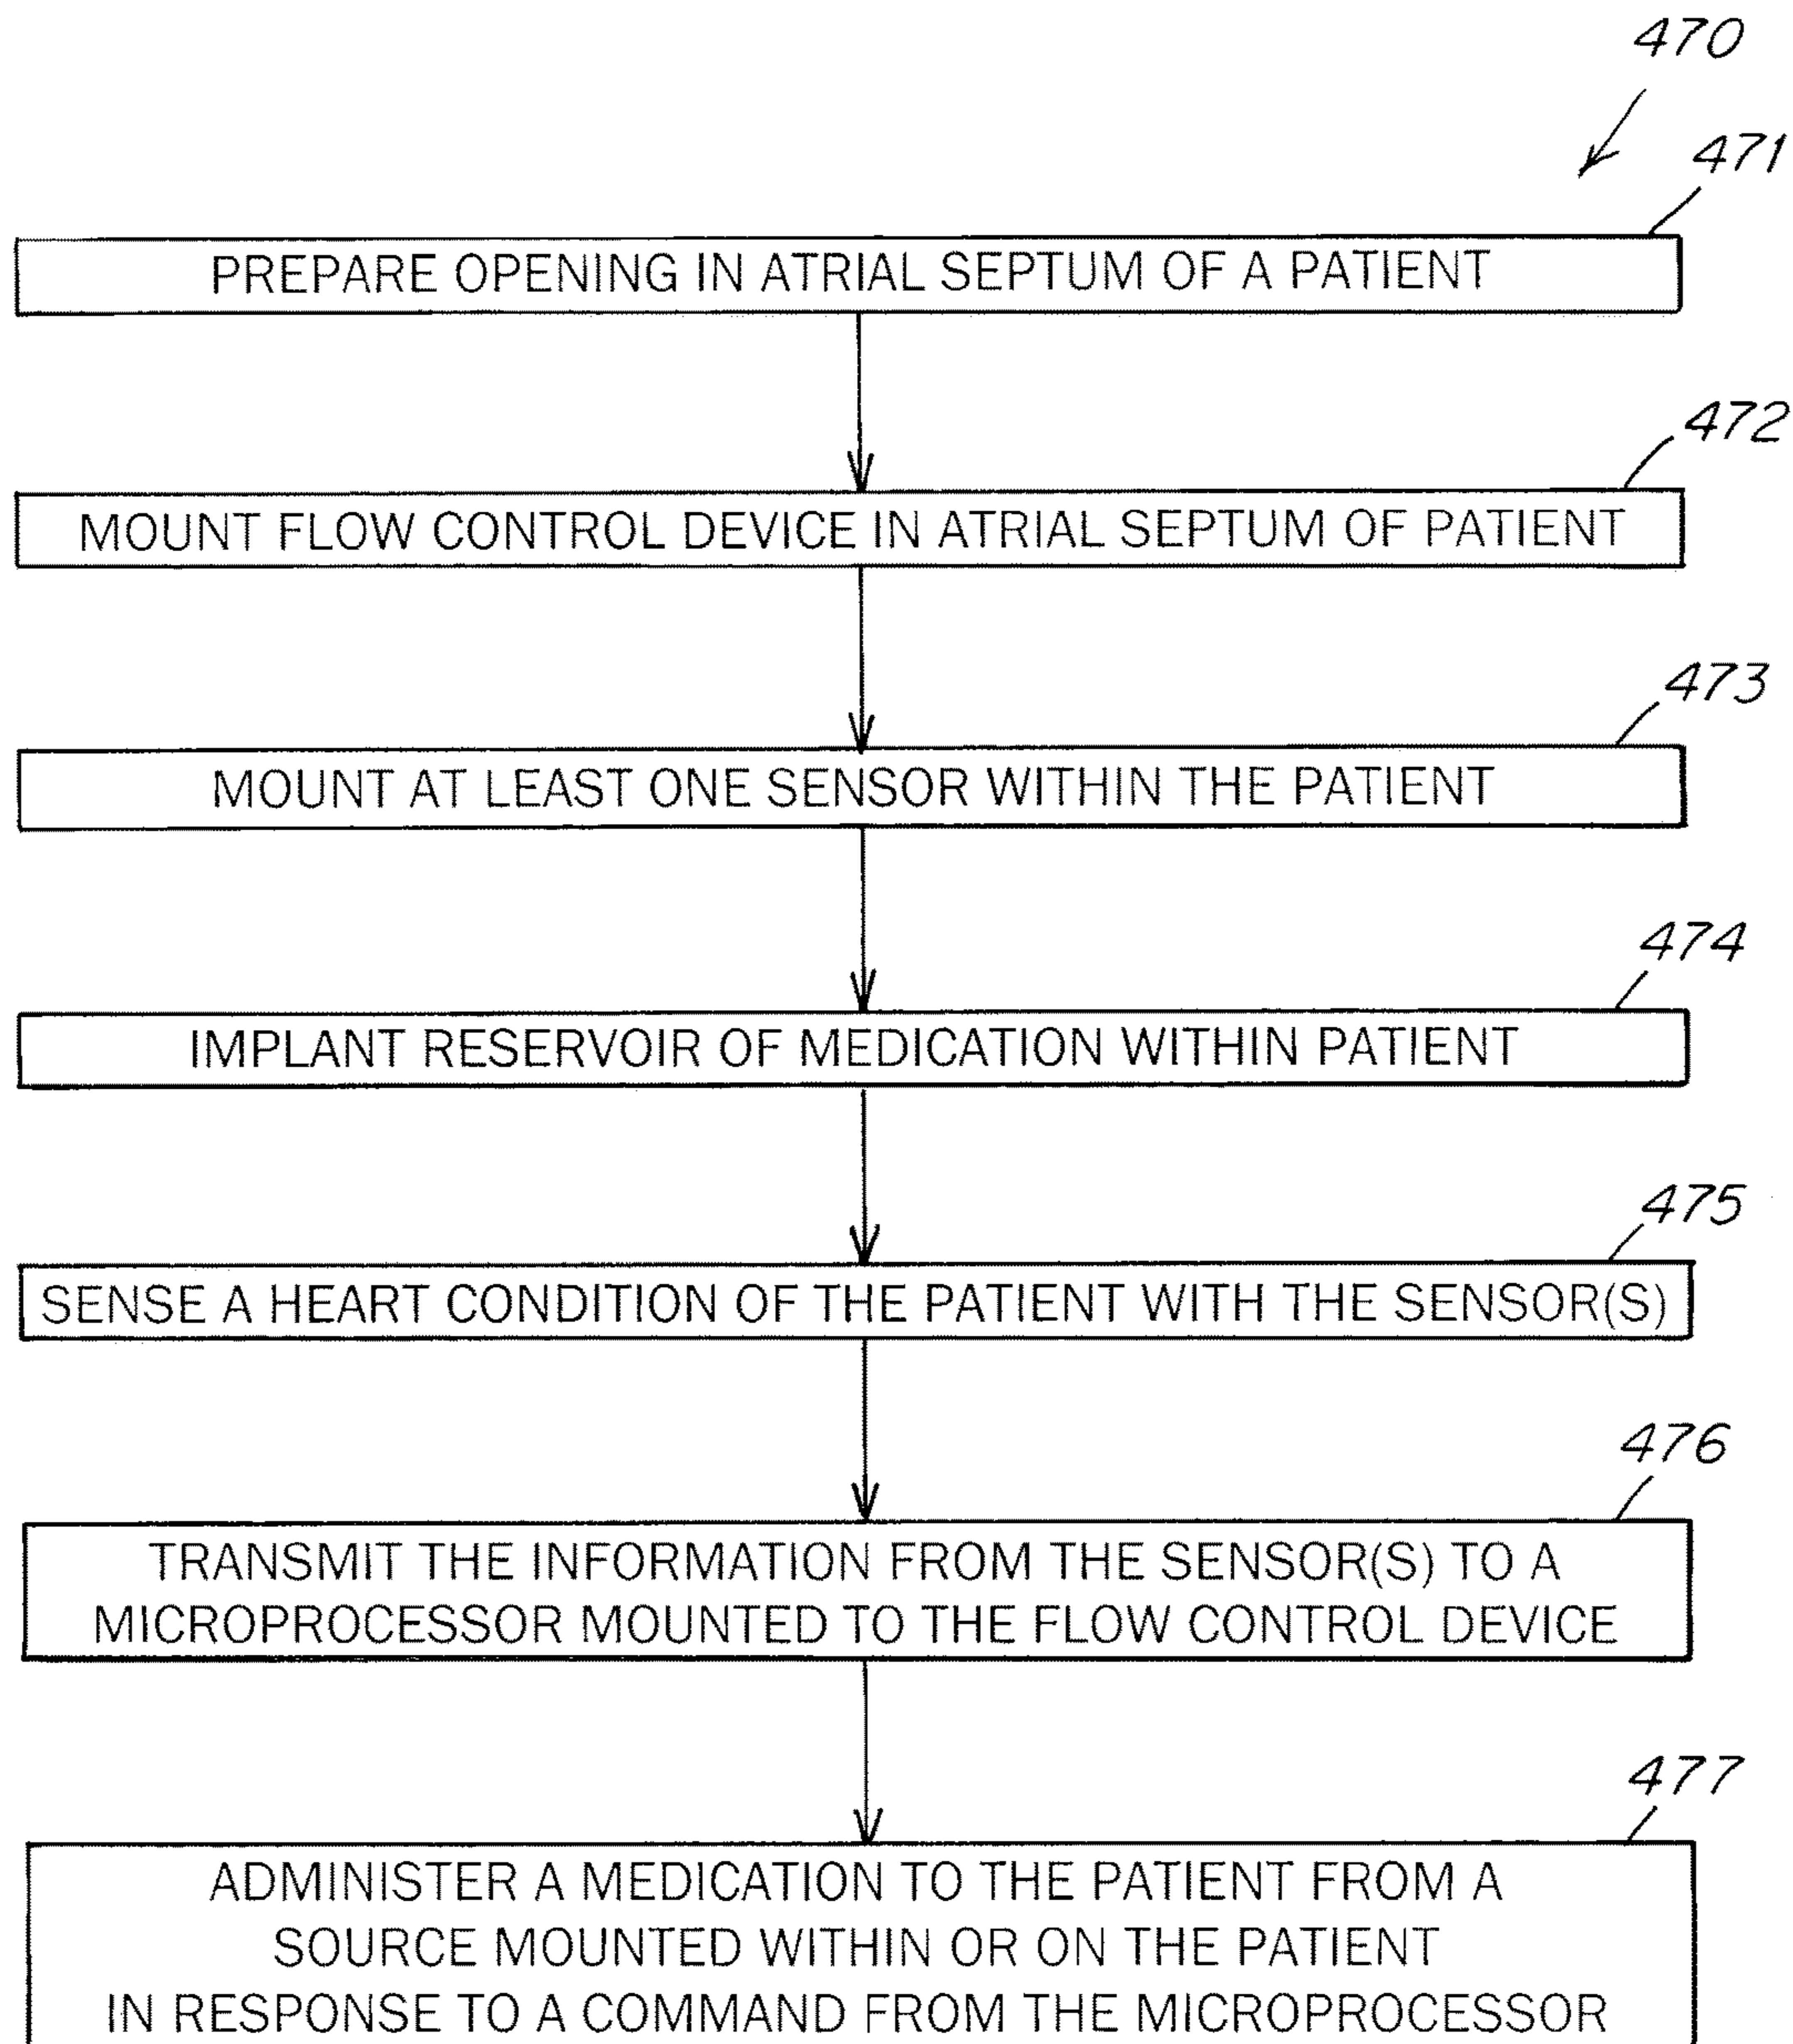 470
471
PREPARE OPENING IN ATRIAL SEPTUM OF A PATIENT
472
MOUNT FLOW CONTROL DEVICE IN ATRIAL SEPTUM OF PATIENT
473
MOUNT AT LEAST ONE SENSOR WITHIN THE PATIENT
474
IMPLANT RESERVOIR OF MEDICATION WITHIN PATIENT
475
SENSE A HEART CONDITION OF THE PATIENT WITH THE SENSOR(S)
476
TRANSMIT THE INFORMATION FROM THE SENSOR(S) TO A
MICROPROCESSOR MOUNTED TO THE FLOW CONTROL DEVICE
477
ADMINISTER A MEDICATION TO THE PATIENT FROM A
SOURCE MOUNTED WITHIN OR ON THE PATIENT
IN RESPONSE TO A COMMAND FROM THE MICROPROCESSOR